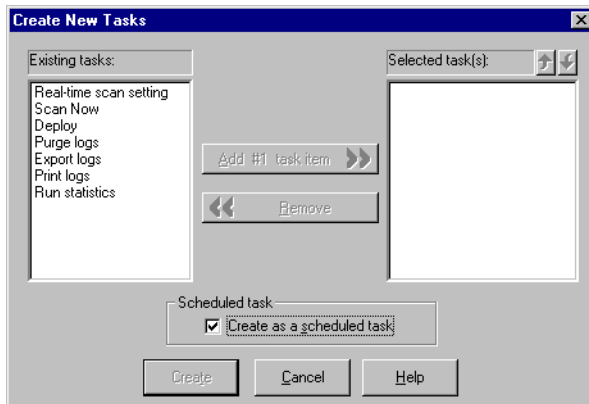 Create New Tasks
Existing tasks:
Selected task(s):
Real-time scan setting
Scan Now
Deploy
Purge logs
Export logs
Print logs
Run statistics
Add #1 task item
Remove
Scheduled task
Create as a scheduled task
Create
Cancel
Help